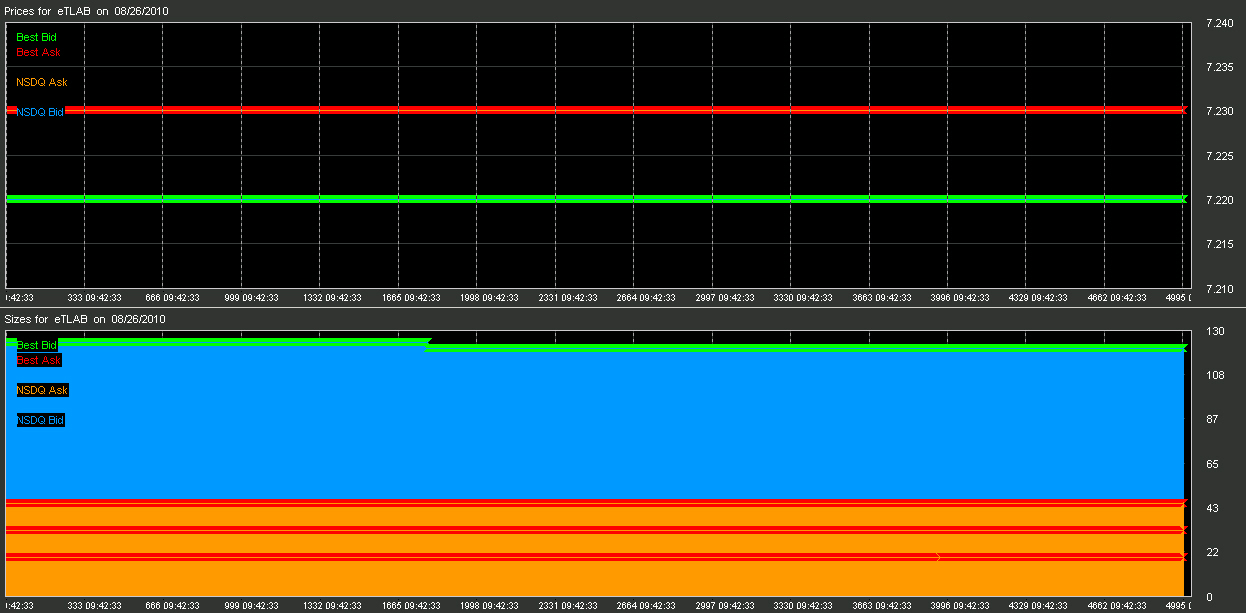 Prices for eTLAB on 08/26/2010
7.240
Best Bid
Best Ask
7.235
NSDQ Ask
NSDQ Bid
7.230
7.225
7.220
7.215
7.210
:42:33 333 09:42:33 666 09:42:33 999 09:42:33 1332 09:42:33 1665 09:42:33 1998 09:42:33 2331 09:42:33 2664 09:42:33 2997 09:42:33 3330 09:42:33 3663 09:42:33 3996 09:42:33 4329 09:42:33 4662 09:42:33 4995
Sizes for eTLAB on 08/26/2010
130
Best Bid
Best Ask
108
NSDQ Ask
NSDQ Bid
87
65
43
22
0
:42:33 333 09:42:33 666 09:42:33 999 09:42:33 1332 09:42:33 1665 09:42:33 1998 09:42:33 2331 09:42:33 2664 09:42:33 2997 09:42:33 3330 09:42:33 3663 09:42:33 3996 09:42:33 4329 09:42:33 4662 09:42:33 4995